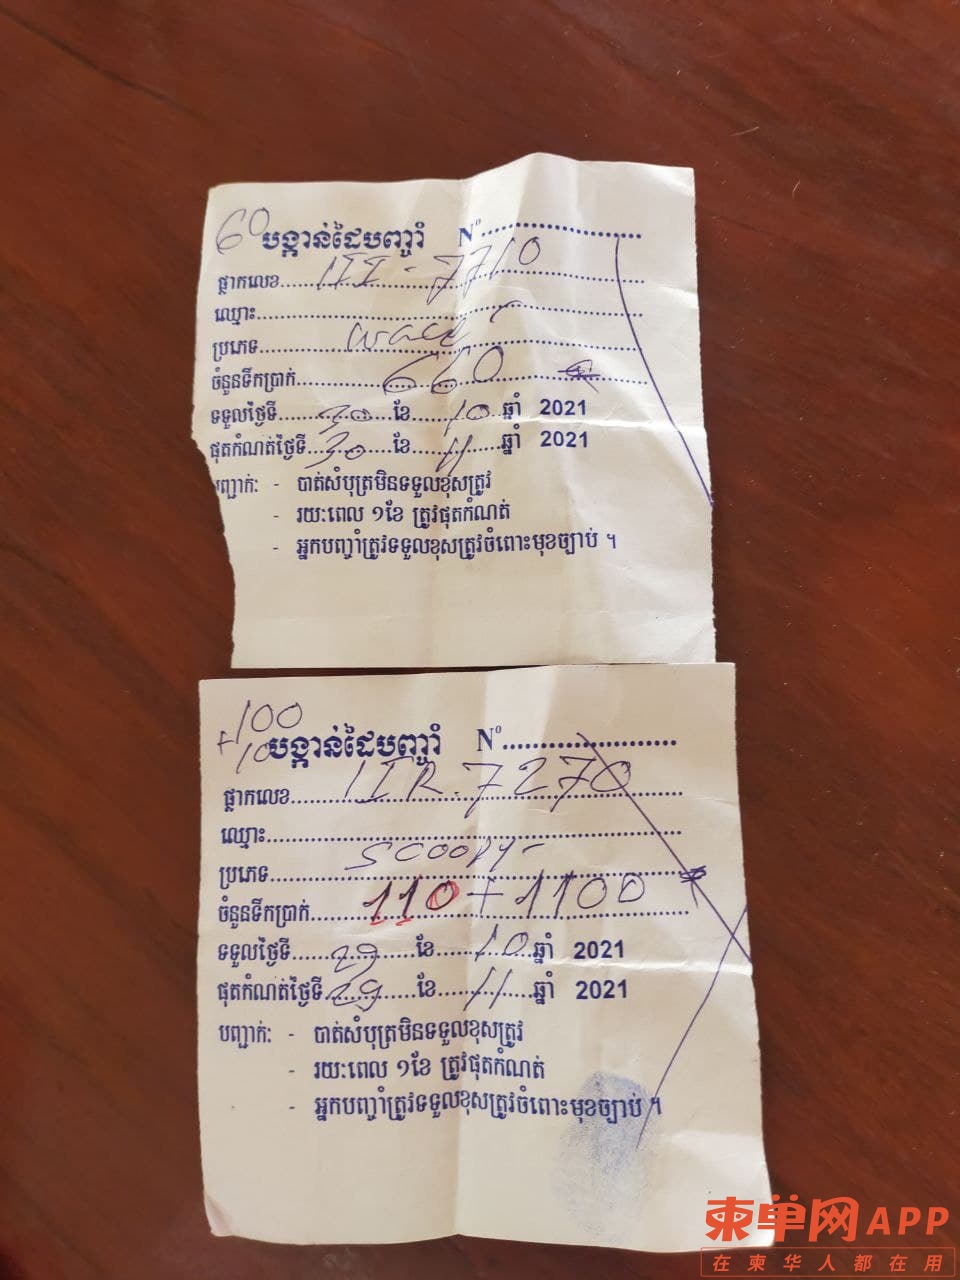 60
បង្កាន់ដៃបញ្ចាំ Nº
ផ្លាកលេខ 1II-7710
ឈ្មោះ
ប្រភេទ
ចំនួនទឹកប្រាក់ 660
ទទួលថ្ងៃទី 30 ខែ 10 ឆ្នាំ 2021
ផុតកំណត់ថ្ងៃទី 30 ខែ 11 ឆ្នាំ 2021
បញ្ជាក់: - បាត់សំបុត្រមិនទទួលខុសត្រូវ
- រយៈពេល ១ខែ ត្រូវផុតកំណត់
- អ្នកបញ្ចាំត្រូវទទួលខុសត្រូវចំពោះមុខច្បាប់ ។
100
+10
បង្កាន់ដៃបញ្ចាំ Nº
ផ្លាកលេខ 1IR.7270
ឈ្មោះ
ប្រភេទ SCOOPY-
ចំនួនទឹកប្រាក់ 110+1100
ទទួលថ្ងៃទី 29 ខែ 10 ឆ្នាំ 2021
ផុតកំណត់ថ្ងៃទី 29 ខែ 11 ឆ្នាំ 2021
បញ្ជាក់: - បាត់សំបុត្រមិនទទួលខុសត្រូវ
- រយៈពេល ១ខែ ត្រូវផុតកំណត់
- អ្នកបញ្ចាំត្រូវទទួលខុសត្រូវចំពោះមុខច្បាប់ ។
柬单网APP
在柬华人都在用